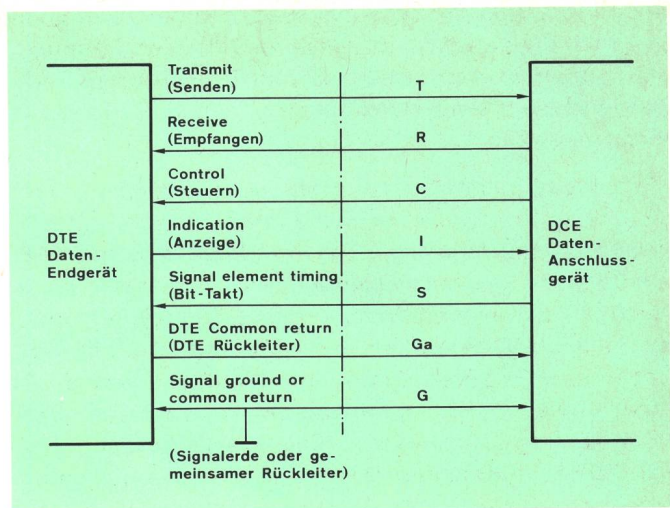 Transmit
(Senden)
T
Receive
(Empfangen)
R
Control
(Steuern)
C
Indication
(Anzeige)
I
Signal element timing
(Bit-Takt)
S
DTE Common return
(DTE Rückleiter)
Ga
Signal ground or
common return
G
(Signalerde oder ge-
meinsamer Rückleiter)
DTE
Daten-
Endgerät
DCE
Daten-
Anschluss-
gerät